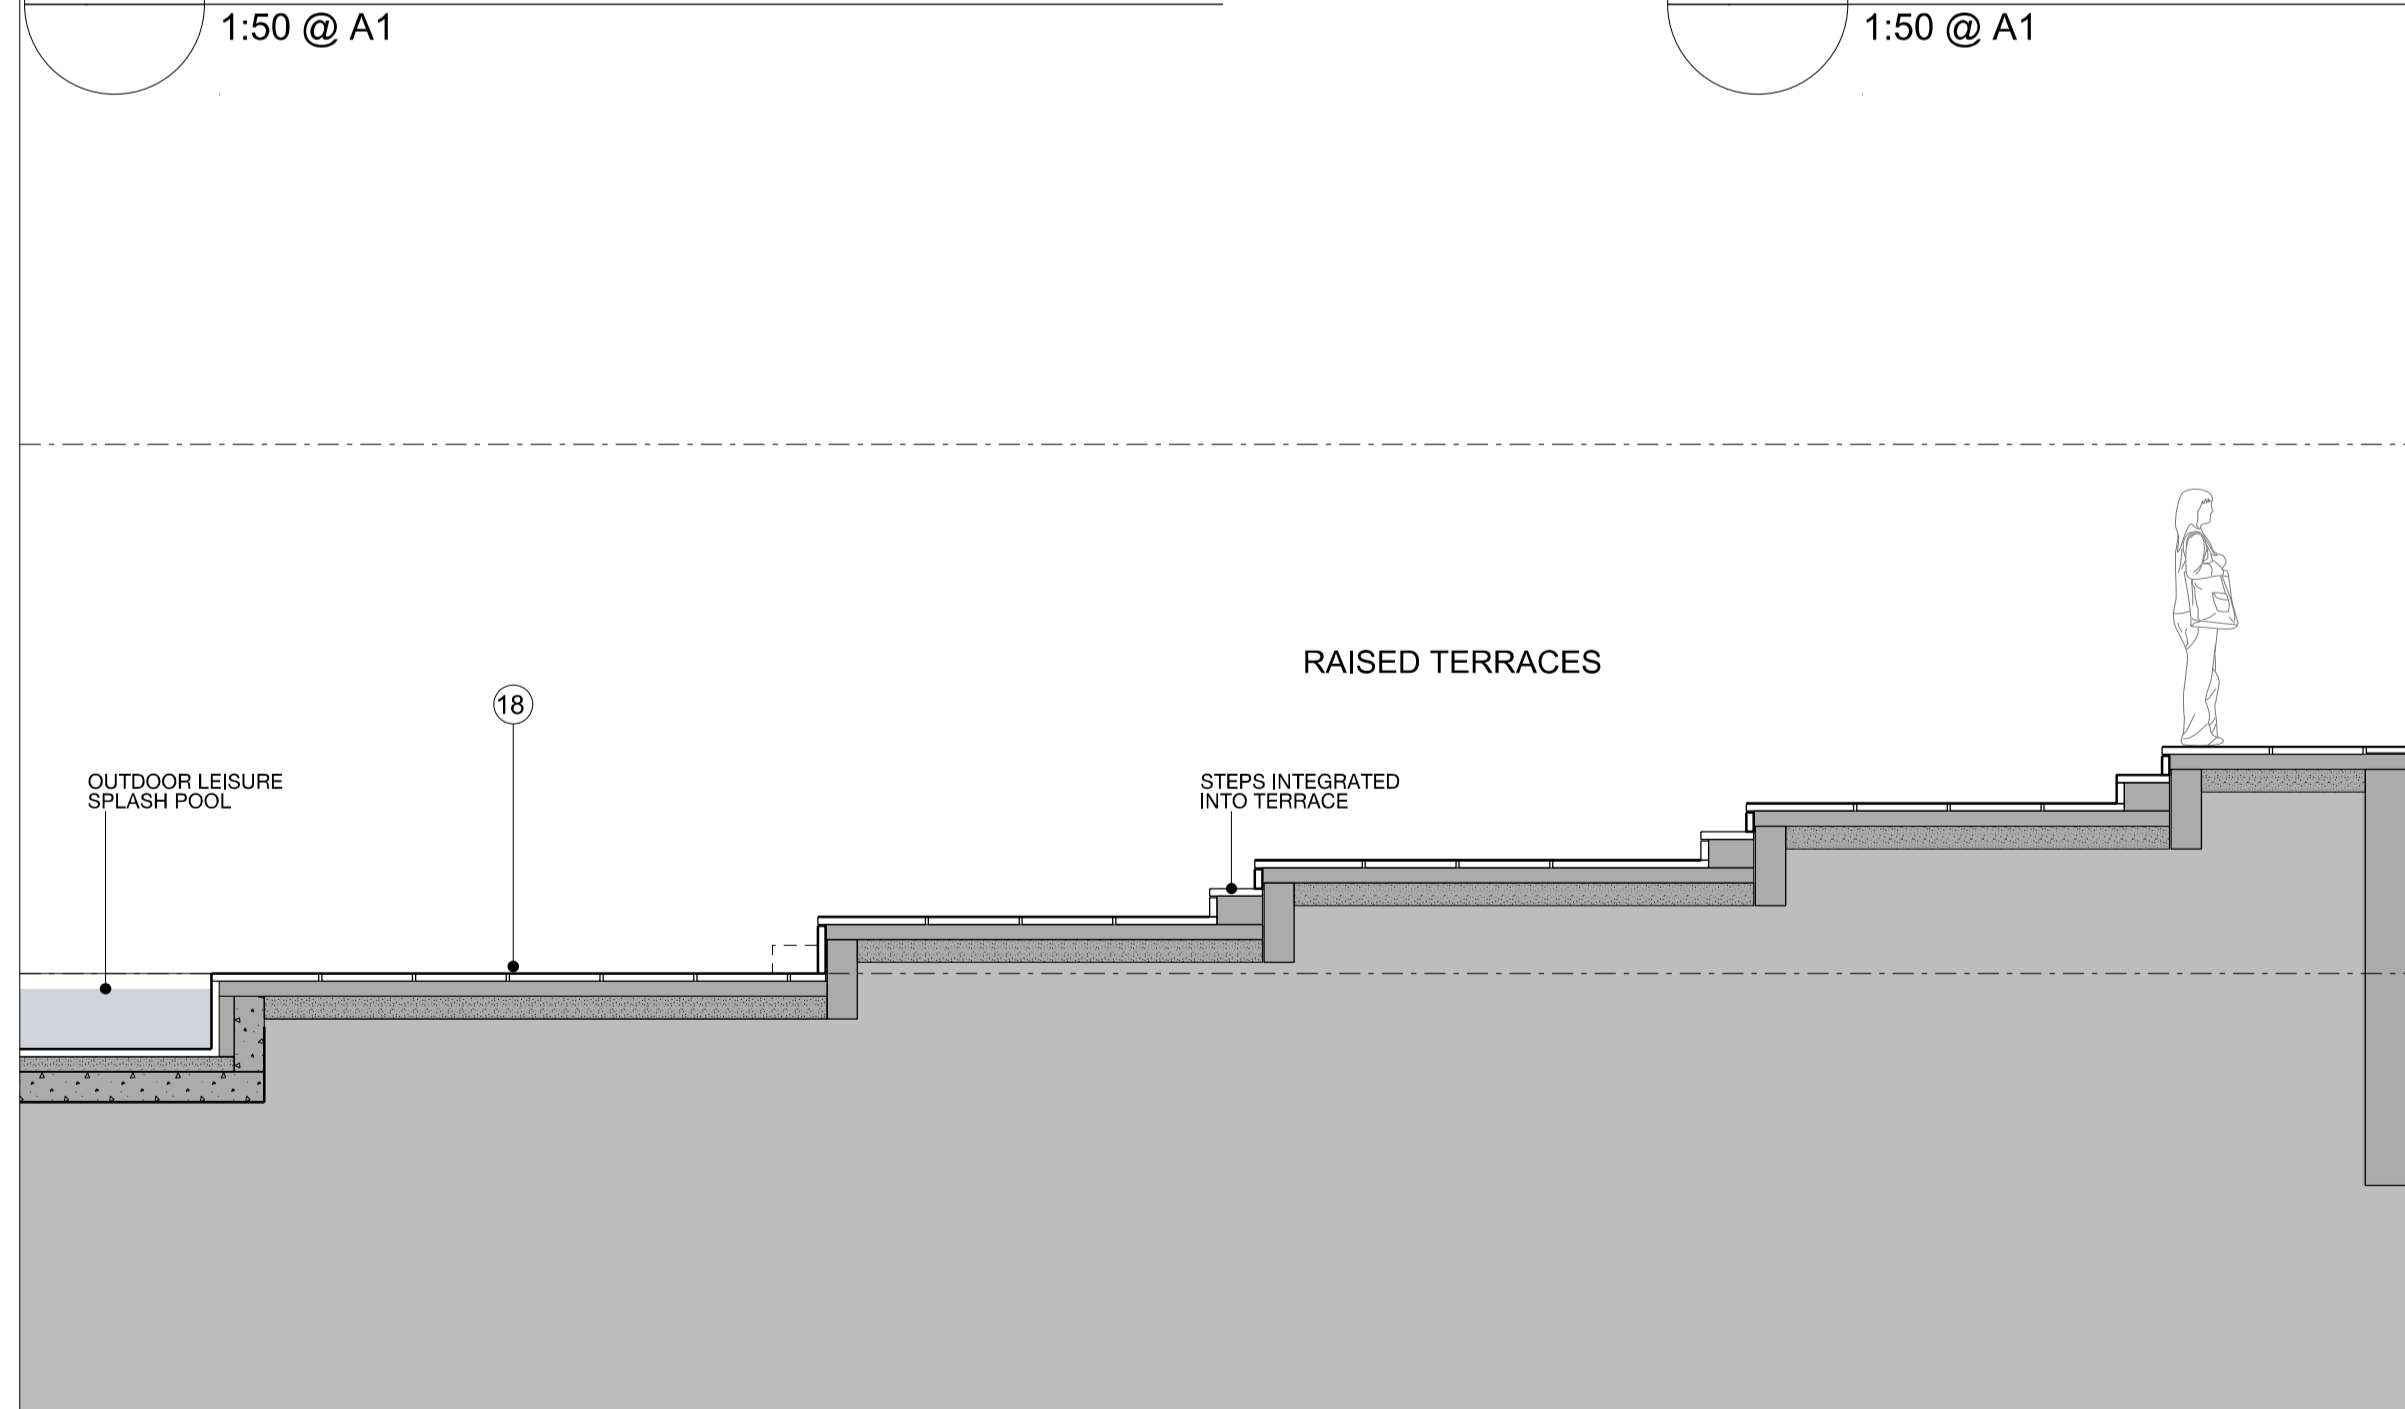 1:50 @ A1
1:50 @ A1
RAISED TERRACES
18
OUTDOOR LEISURE
SPLASH POOL
STEPS INTEGRATED
INTO TERRACE